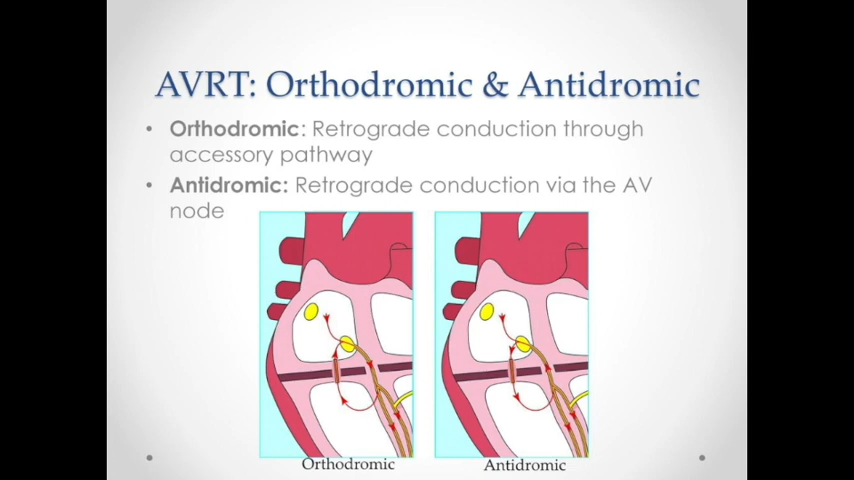 AVRT: Orthodromic & Antidromic
• Orthodromic: Retrograde conduction through
accessory pathway
• Antidromic: Retrograde conduction via the AV
node
Orthodromic
Antidromic